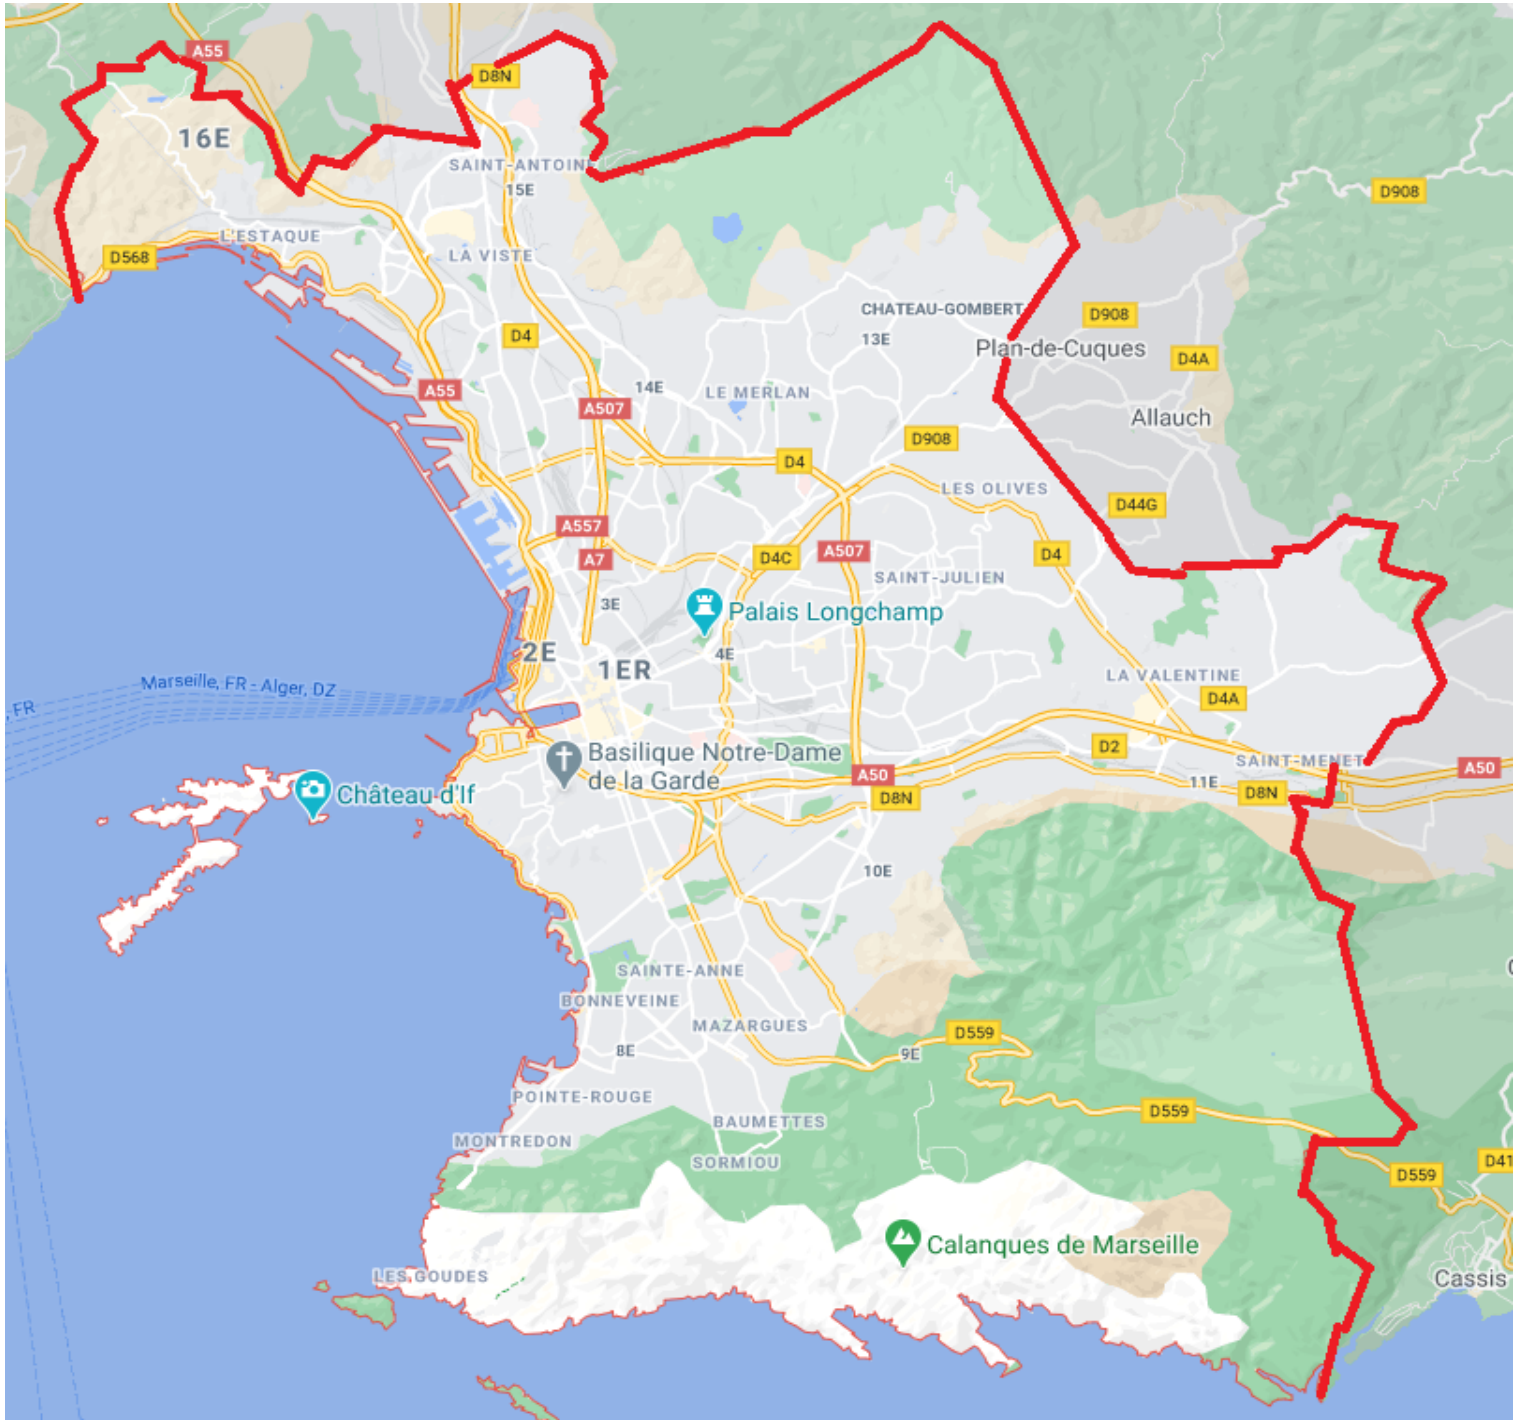 A55
D8N
16E
SAINT-ANTOINE
15E
D908
L'ESTAQUE
D568
LA VISTE
CHATEAU-GOMBERT
D908
D4
13E
Plan-de-Cuques
D4A
A55
14E
LE MERLAN
A507
Allauch
D908
D4
LES OLIVES
D44G
A557
A507
D4
A7
D4C
SAINT-JULIEN
3E
Palais Longchamp
2E
4E
1ER
LA VALENTINE
Marseille, FR - Alger, DZ
D4A
, FR
Basilique Notre-Dame
de la Garde
D2
SAINT-MENET
A50
A50
11E
Château d'If
D8N
D8N
10E
SAINTE-ANNE
BONNEVEINE
MAZARGUES
D559
8E
9E
POINTE-ROUGE
D559
BAUMETTES
MONTREDON
SORMIOU
D41
D559
Calanques de Marseille
LES GOUDES
Cassis